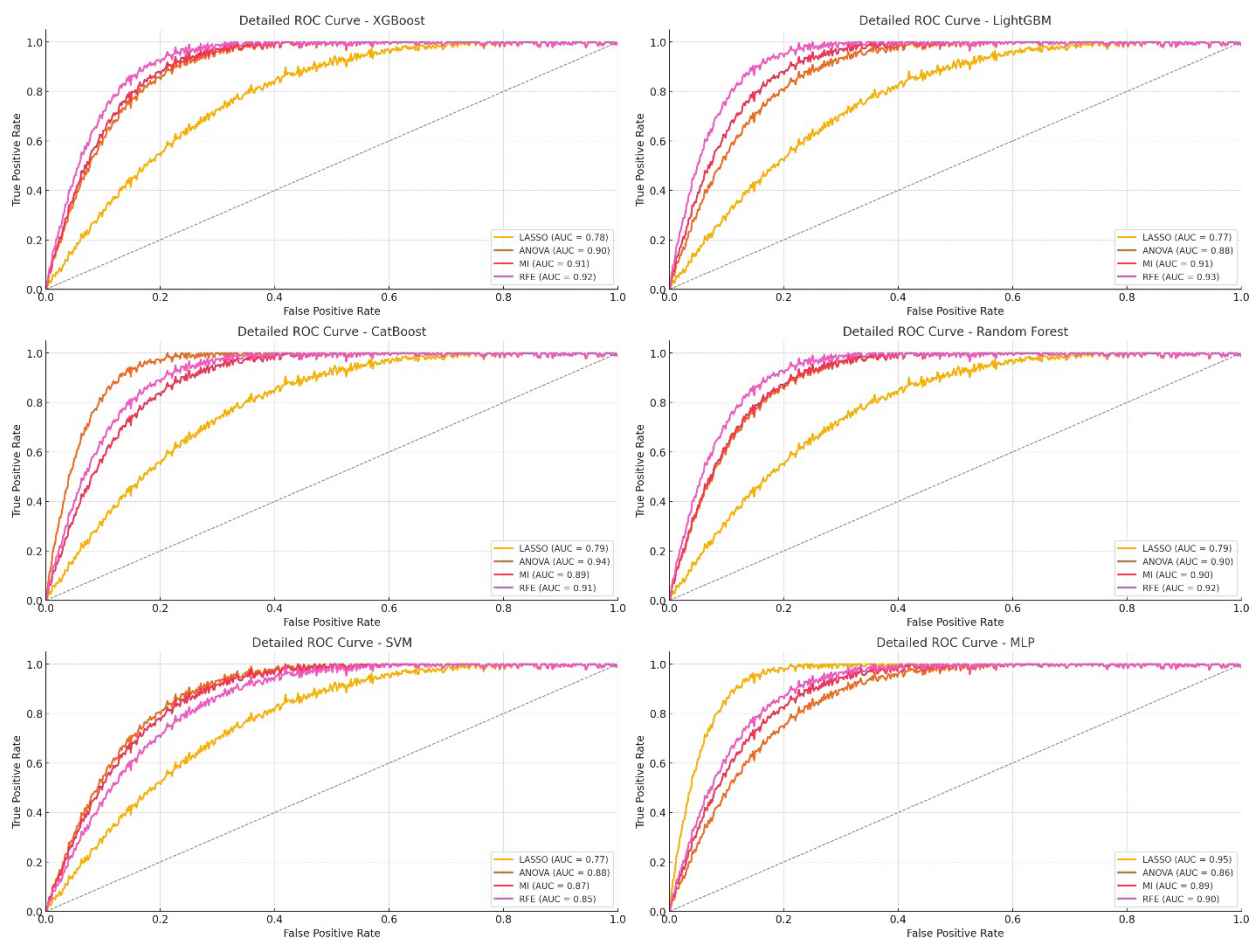 Detailed ROC Curve - XGBoost
True Positive Rate
1.0
0.8
0.6
0.4
0.2
0.0
LASSO (AUC = 0.78)
ANOVA (AUC = 0.90)
MI (AUC = 0.91)
RFE (AUC = 0.92)
0.0 0.2 0.4 0.6 0.8 1.0
False Positive Rate
Detailed ROC Curve - LightGBM
True Positive Rate
1.0
0.8
0.6
0.4
0.2
0.0
LASSO (AUC = 0.77)
ANOVA (AUC = 0.88)
MI (AUC = 0.91)
RFE (AUC = 0.93)
0.0 0.2 0.4 0.6 0.8 1.0
False Positive Rate
Detailed ROC Curve - CatBoost
True Positive Rate
1.0
0.8
0.6
0.4
0.2
0.0
LASSO (AUC = 0.79)
ANOVA (AUC = 0.94)
MI (AUC = 0.89)
RFE (AUC = 0.91)
0.0 0.2 0.4 0.6 0.8 1.0
False Positive Rate
Detailed ROC Curve - Random Forest
True Positive Rate
1.0
0.8
0.6
0.4
0.2
0.0
LASSO (AUC = 0.79)
ANOVA (AUC = 0.90)
MI (AUC = 0.90)
RFE (AUC = 0.92)
0.0 0.2 0.4 0.6 0.8 1.0
False Positive Rate
Detailed ROC Curve - SVM
True Positive Rate
1.0
0.8
0.6
0.4
0.2
0.0
LASSO (AUC = 0.77)
ANOVA (AUC = 0.88)
MI (AUC = 0.87)
RFE (AUC = 0.85)
0.0 0.2 0.4 0.6 0.8 1.0
False Positive Rate
Detailed ROC Curve - MLP
True Positive Rate
1.0
0.8
0.6
0.4
0.2
0.0
LASSO (AUC = 0.95)
ANOVA (AUC = 0.86)
MI (AUC = 0.89)
RFE (AUC = 0.90)
0.0 0.2 0.4 0.6 0.8 1.0
False Positive Rate